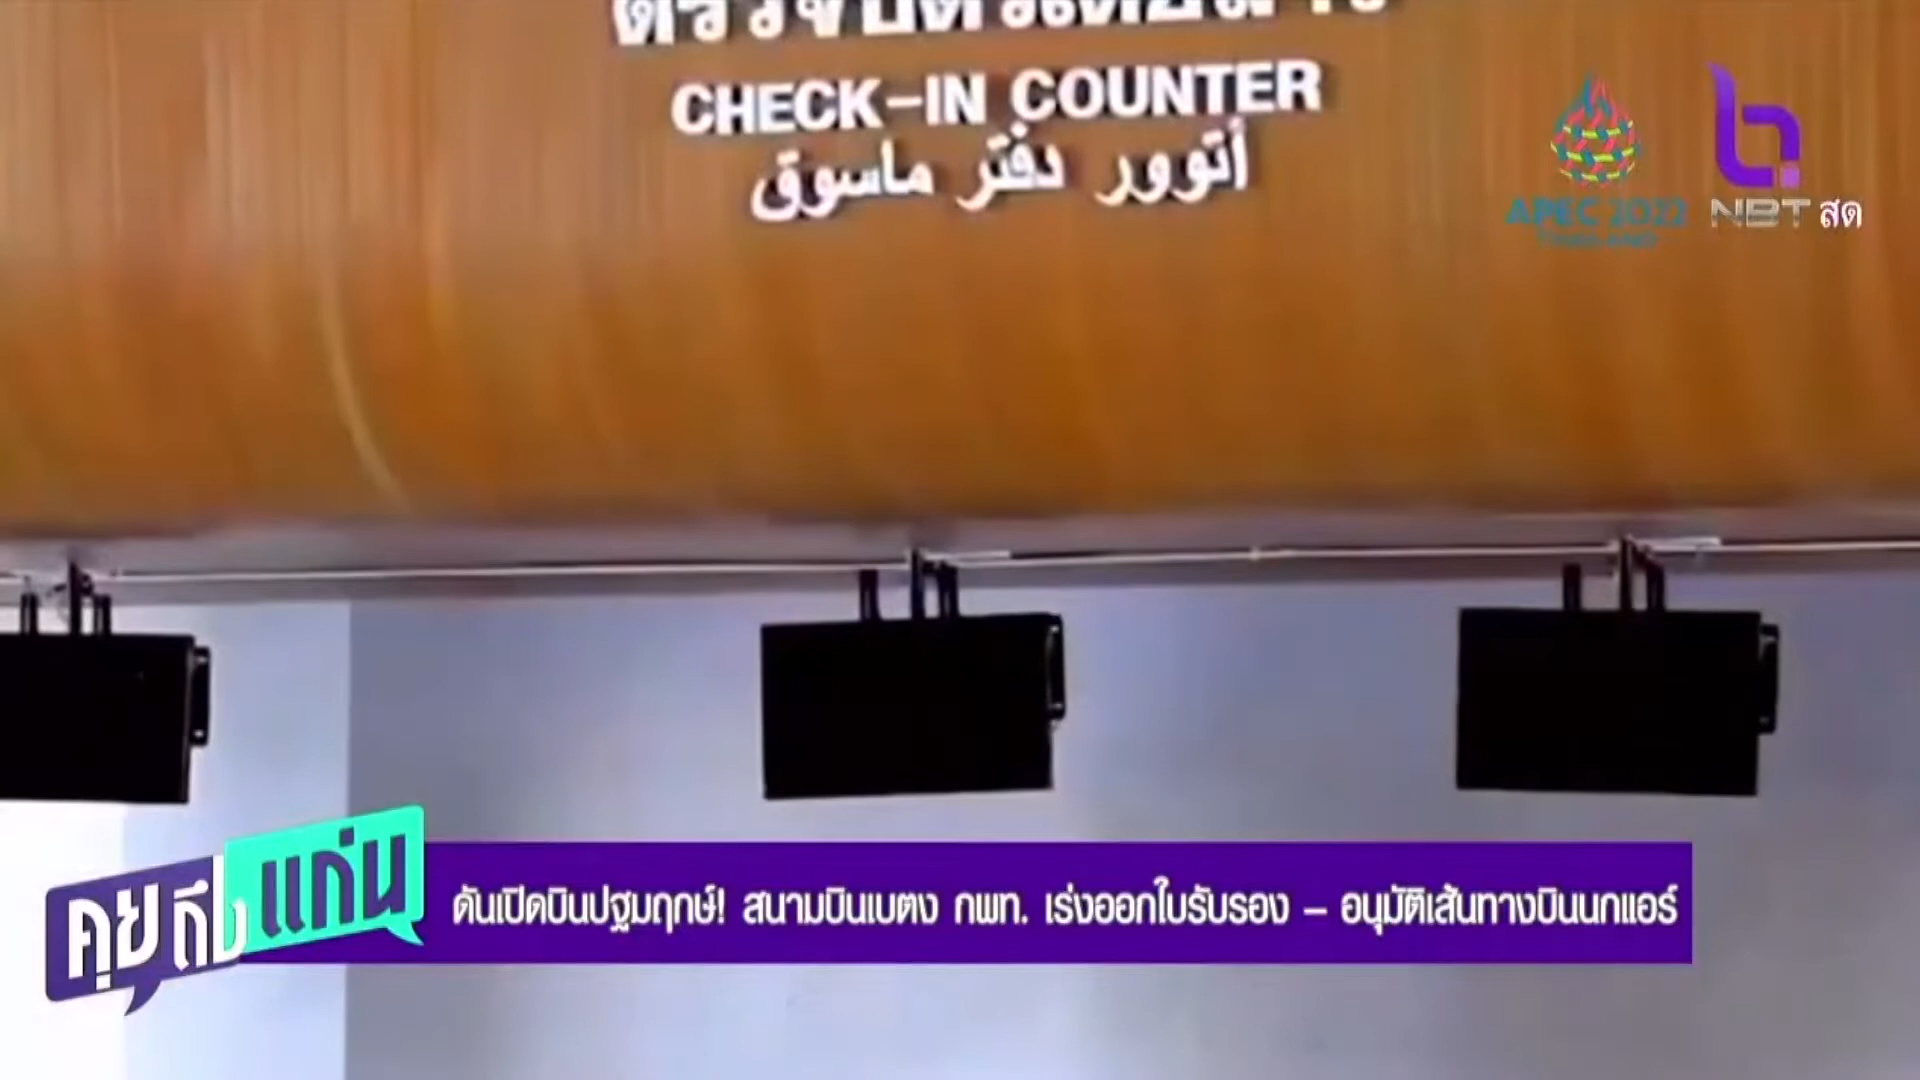 CHECK-IN COUNTER
أتوور دفتر ماسوق
APEC 2022
THAILAND
NBT สด
คุยถึงแก่น
ดันเปิดบินปฐมฤกษ์! สนามบินเบตง กพท. เร่งออกใบรับรอง – อนุมัติเส้นทางบินนกแอร์